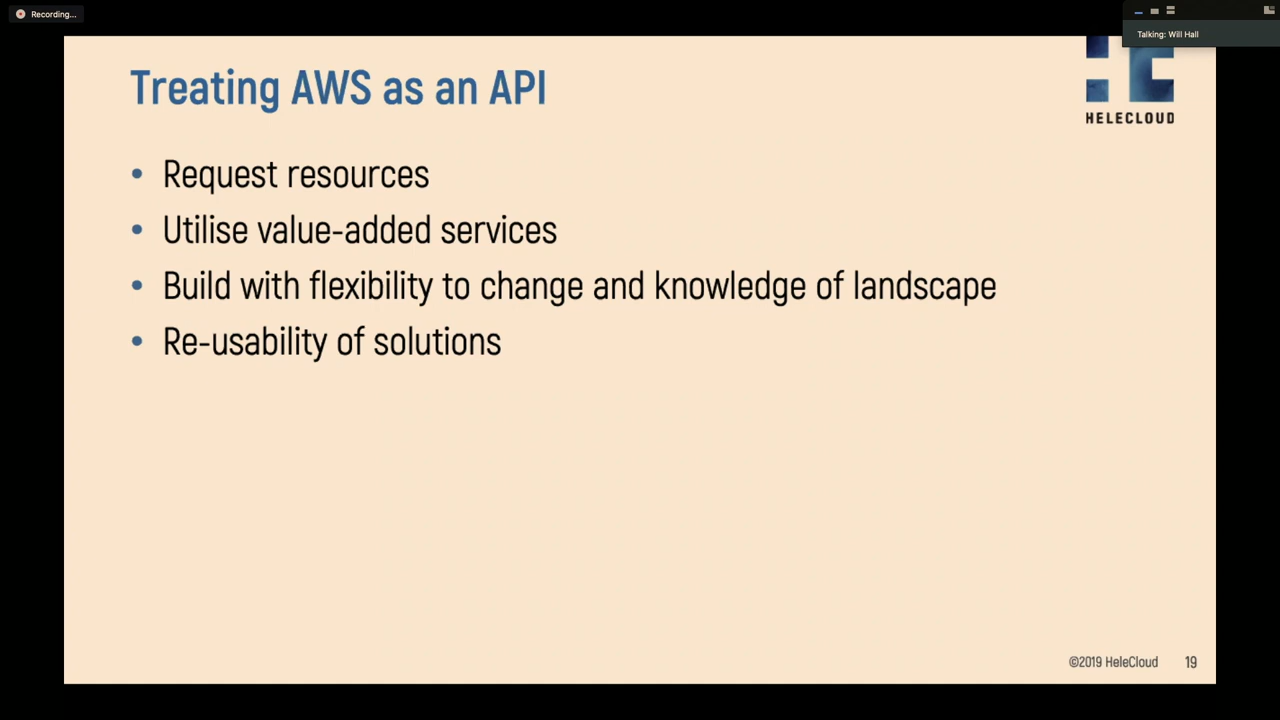 Recording...
Talking: Will Hall
Treating AWS as an API
HELECLOUD
• Request resources
• Utilise value-added services
• Build with flexibility to change and knowledge of landscape
• Re-usability of solutions
©2019 HeleCloud 19